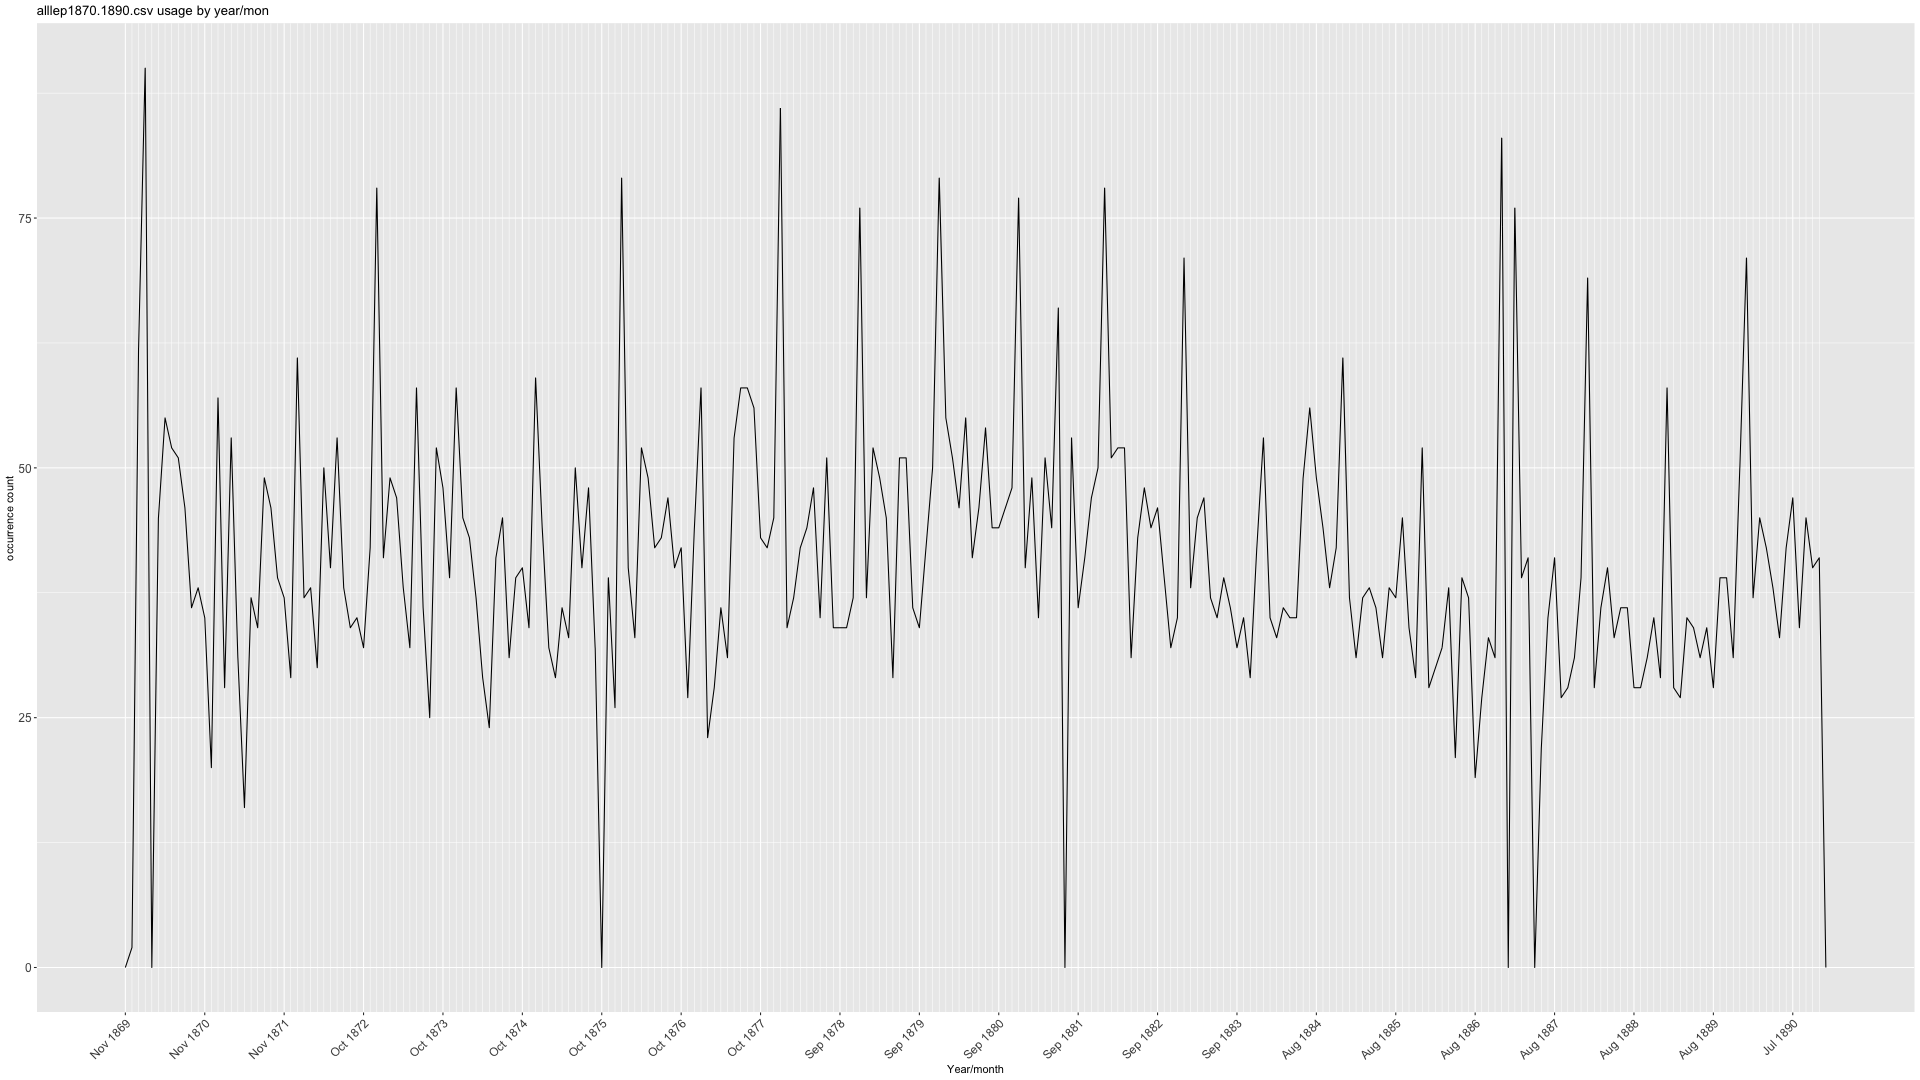 alllep1870.1890.csv usage by year/mon
occurrence count
75
50
25
0
Nov 1869
Nov 1870
Nov 1871
Oct 1872
Oct 1873
Oct 1874
Oct 1875
Oct 1876
Oct 1877
Sep 1878
Sep 1879
Sep 1880
Sep 1881
Sep 1882
Sep 1883
Aug 1884
Aug 1885
Aug 1886
Aug 1887
Aug 1888
Aug 1889
Jul 1890
Year/month